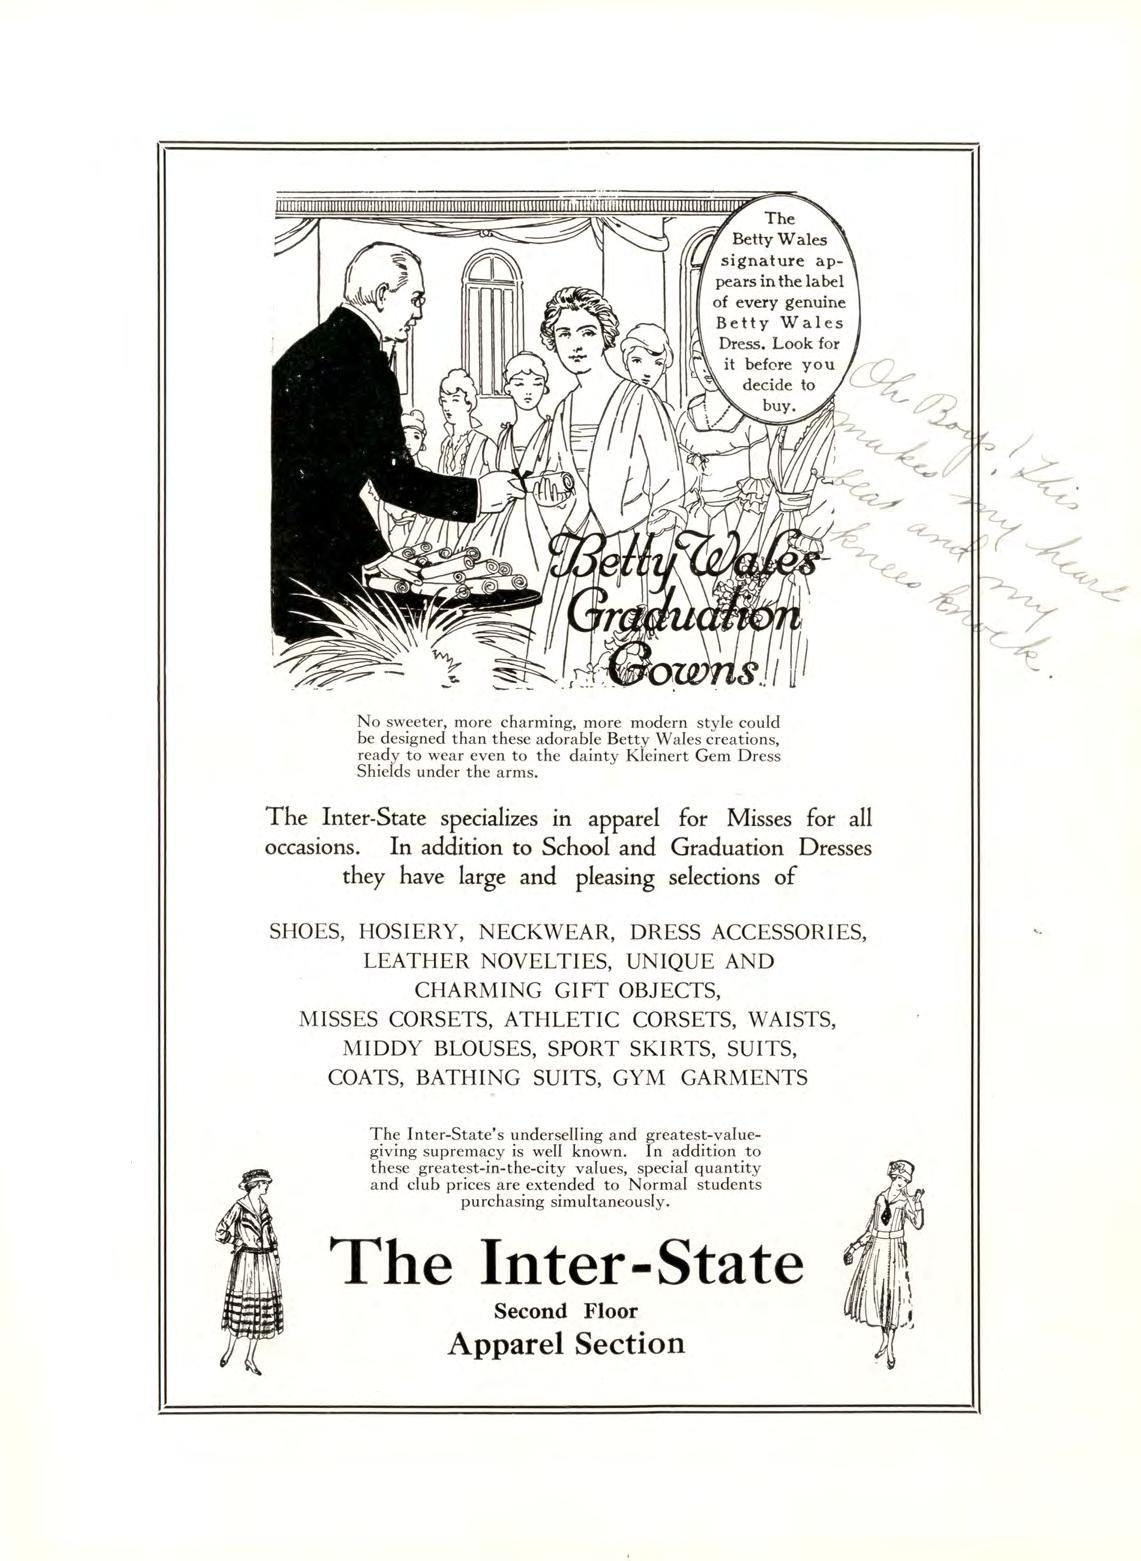 The
Betty Wales
signature ap-
pears in the label
of every genuine
Betty Wales
Dress. Look for
it before you
decide to
buy.
Oh Boys! This
makes my heart
beat and my
knees knock.
Betty Wales
Graduation
Gowns
No sweeter, more charming, more modern style could
be designed than these adorable Betty Wales creations,
ready to wear even to the dainty Kleinert Gem Dress
Shields under the arms.
The Inter-State specializes in apparel for Misses for all
occasions. In addition to School and Graduation Dresses
they have large and pleasing selections of
SHOES, HOSIERY, NECKWEAR, DRESS ACCESSORIES,
LEATHER NOVELTIES, UNIQUE AND
CHARMING GIFT OBJECTS,
MISSES CORSETS, ATHLETIC CORSETS, WAISTS,
MIDDY BLOUSES, SPORT SKIRTS, SUITS,
COATS, BATHING SUITS, GYM GARMENTS
The Inter-State's underselling and greatest-value-
giving supremacy is well known. In addition to
these greatest-in-the-city values, special quantity
and club prices are extended to Normal students
purchasing simultaneously.
The Inter-State
Second Floor
Apparel Section